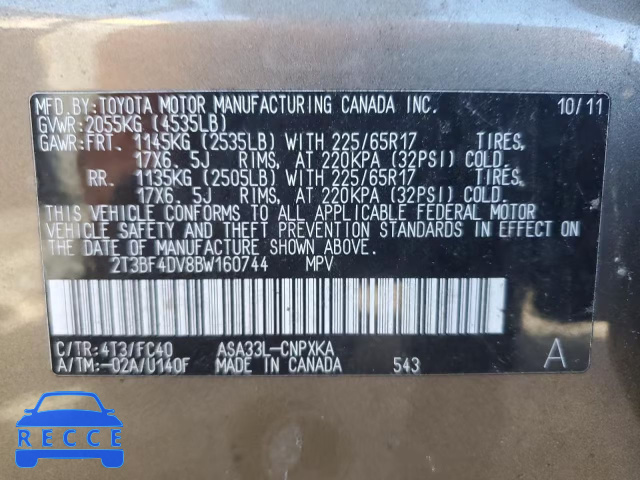 MFD. BY: TOYOTA MOTOR MANUFACTURING CANADA INC. 10/11
GVWR: 2055KG (4535LB)
GAWR: FRT. 1145KG (2535LB) WITH 225/65R17 TIRES,
17X6. 5J RIMS, AT 220KPA (32PSI) COLD.
RR. 1135KG (2505LB) WITH 225/65R17 TIRES,
17X6. 5J RIMS, AT 220KPA (32PSI) COLD.
THIS VEHICLE CONFORMS TO ALL APPLICABLE FEDERAL MOTOR
VEHICLE SAFETY AND THEFT PREVENTION STANDARDS IN EFFECT ON
THE DATE OF MANUFACTURE SHOWN ABOVE.
2T3BF4DV8BW160744 MPV
C/TR: 4T3/FC40 ASA33L-CNPXKA A
A/TM: -02A/U140F MADE IN CANADA 543
RECCE